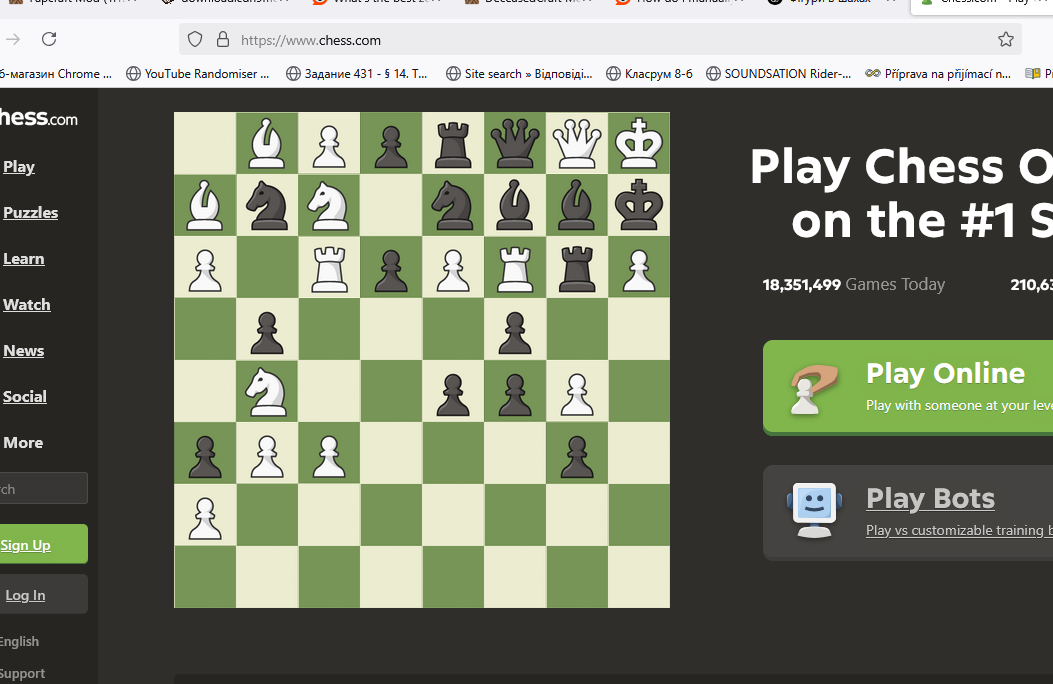 https://www.chess.com
б-магазин Chrome ... YouTube Randomiser ... Задание 431 - § 14. Т... Site search » Відповіді... Класрум 8-б SOUNDSATION Rider-... Příprava na přijímací n...
hess.com
Play
Puzzles
Learn
Watch
News
Social
More
rch
Sign Up
Log In
English
Support
Play Chess O
on the #1 S
18,351,499 Games Today 210,63
Play Online
Play with someone at your leve
Play Bots
Play vs customizable training b